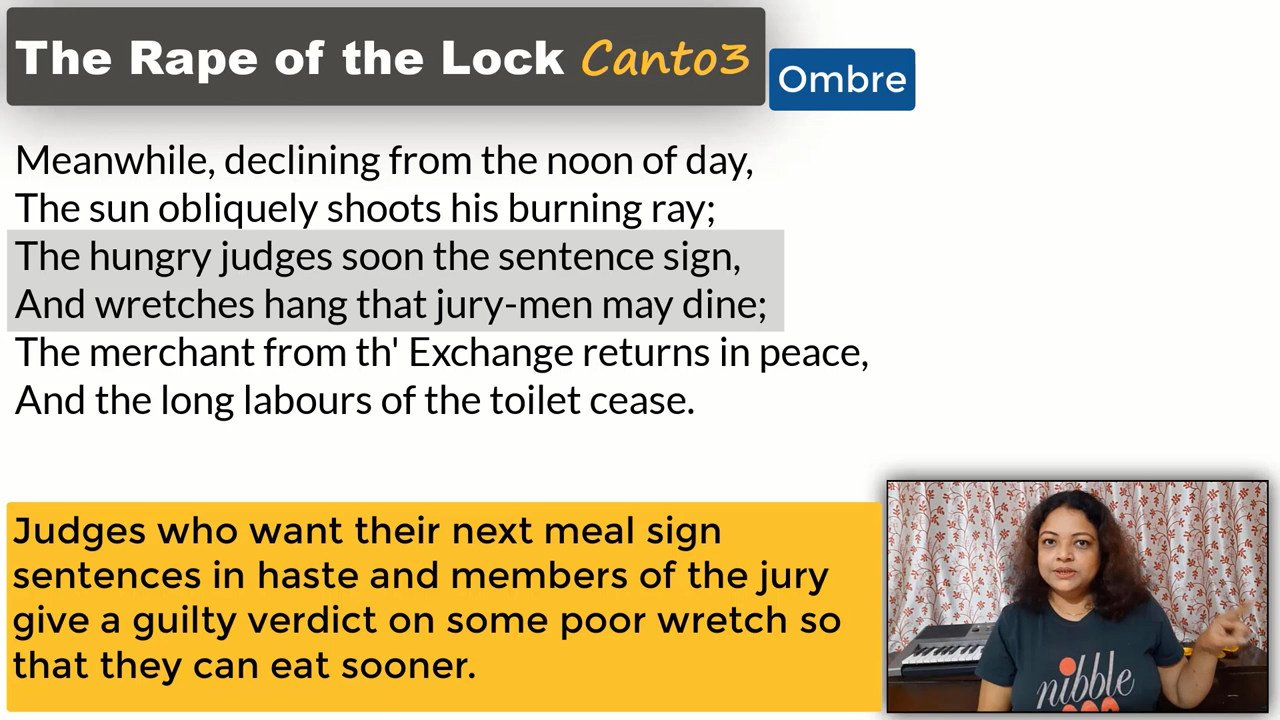 The Rape of the Lock Canto3
Ombre
Meanwhile, declining from the noon of day,
The sun obliquely shoots his burning ray;
The hungry judges soon the sentence sign,
And wretches hang that jury-men may dine;
The merchant from th' Exchange returns in peace,
And the long labours of the toilet cease.
Judges who want their next meal sign
sentences in haste and members of the jury
give a guilty verdict on some poor wretch so
that they can eat sooner.
nibble